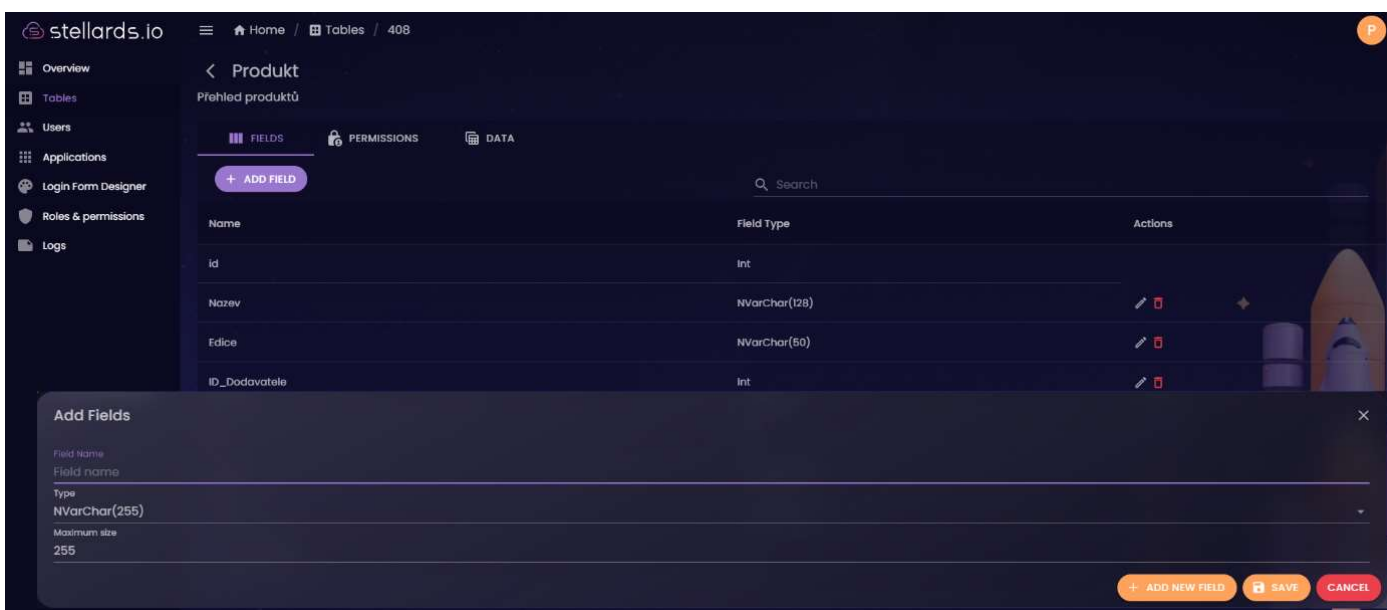 stellards.io
Home / Tables / 408
P
Overview
Tables
Users
Applications
Login Form Designer
Roles & permissions
Logs
Produkt
Přehled produktů
FIELDS PERMISSIONS DATA
+ ADD FIELD
Search
Name Field Type Actions
id Int
Nazev NVarChar(128)
Edice NVarChar(50)
ID_Dodavatele Int
Add Fields
Field Name
Field name
Type
NVarChar(255)
Maximum size
255
+ ADD NEW FIELD SAVE CANCEL